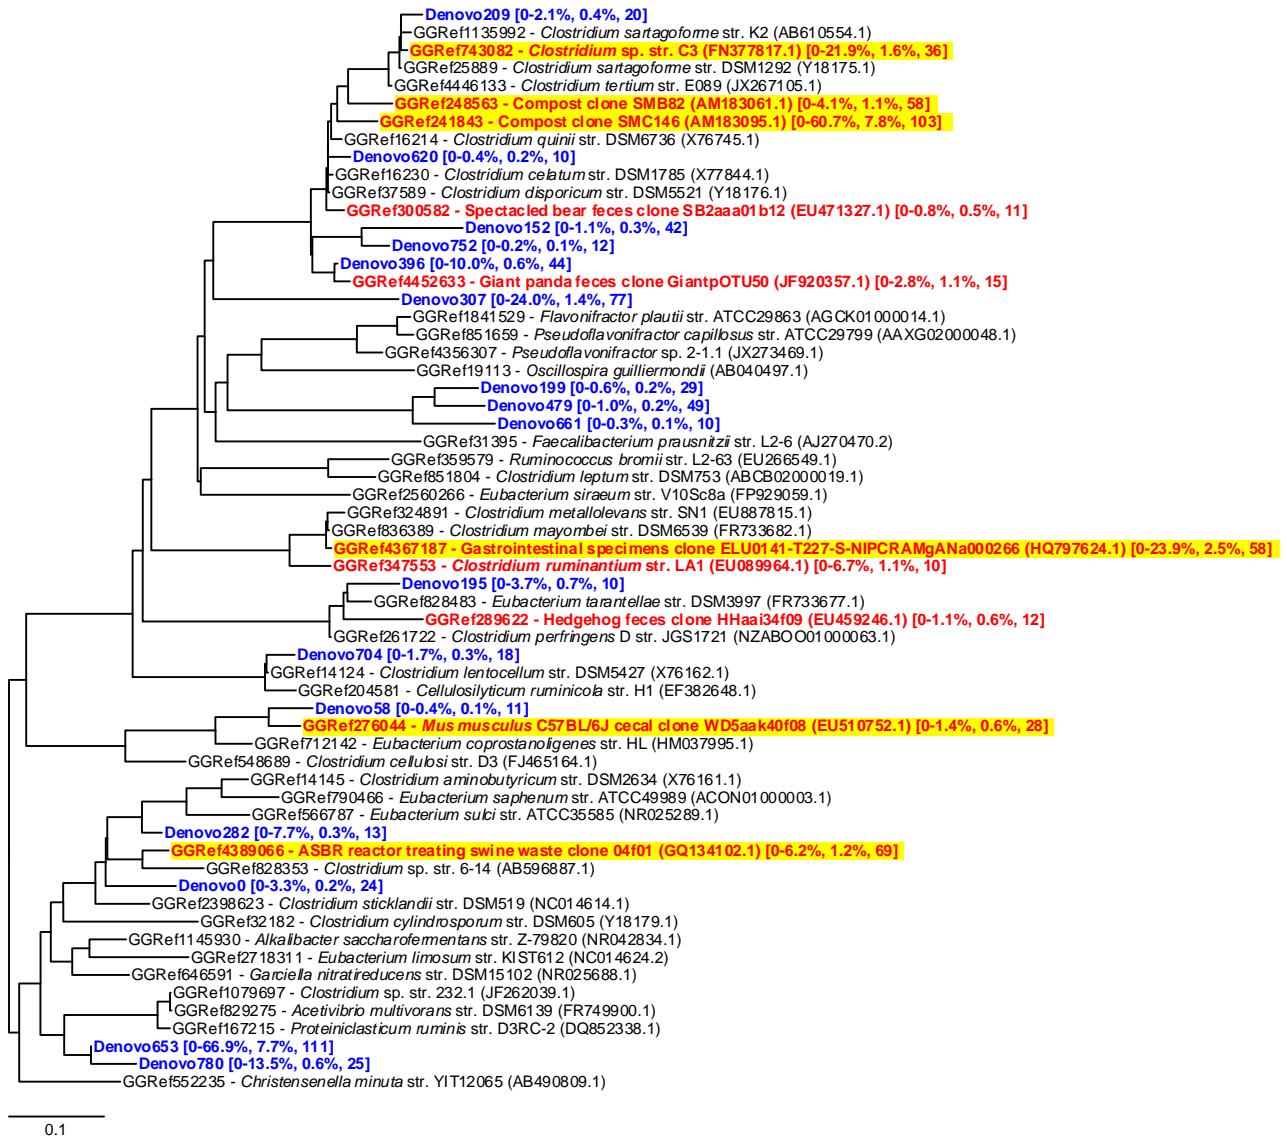 Denovo209 [0-2.1%, 0.4%, 20]
GGRef1135992 - Clostridium sartagoforme str. K2 (AB610554.1)
GGRef743082 - Clostridium sp. str. C3 (FN377817.1) [0-21.9%, 1.6%, 36]
GGRef25889 - Clostridium sartagoforme str. DSM1292 (Y18175.1)
GGRef4446133 - Clostridium tertium str. E089 (JX267105.1)
GGRef248563 - Compost clone SMB82 (AM183061.1) [0-4.1%, 1.1%, 58]
GGRef241843 - Compost clone SMC146 (AM183095.1) [0-60.7%, 7.8%, 103]
GGRef16214 - Clostridium quinii str. DSM6736 (X76745.1)
Denovo620 [0-0.4%, 0.2%, 10]
GGRef16230 - Clostridium celatum str. DSM1785 (X77844.1)
GGRef37589 - Clostridium disporicum str. DSM5521 (Y18176.1)
GGRef300582 - Spectacled bear feces clone SB2aaa01b12 (EU471327.1) [0-0.8%, 0.5%, 11]
Denovo152 [0-1.1%, 0.3%, 42]
Denovo752 [0-0.2%, 0.1%, 12]
Denovo396 [0-10.0%, 0.6%, 44]
GGRef4452633 - Giant panda feces clone GiantpOTU50 (JF920357.1) [0-2.8%, 1.1%, 15]
Denovo307 [0-24.0%, 1.4%, 77]
GGRef1841529 - Flavonifractor plautii str. ATCC29863 (AGCK01000014.1)
GGRef851659 - Pseudoflavonifractor capillosus str. ATCC29799 (AAXG02000048.1)
GGRef4356307 - Pseudoflavonifractor sp. 2-1.1 (JX273469.1)
GGRef19113 - Oscillospira guilliermondii (AB040497.1)
Denovo199 [0-0.6%, 0.2%, 29]
Denovo479 [0-1.0%, 0.2%, 49]
Denovo661 [0-0.3%, 0.1%, 10]
GGRef31395 - Faecalibacterium prausnitzii str. L2-6 (AJ270470.2)
GGRef359579 - Ruminococcus bromii str. L2-63 (EU266549.1)
GGRef851804 - Clostridium leptum str. DSM753 (ABCB02000019.1)
GGRef2560266 - Eubacterium siraeum str. V10Sc8a (FP929059.1)
GGRef324891 - Clostridium metallolevans str. SN1 (EU887815.1)
GGRef836389 - Clostridium mayombei str. DSM6539 (FR733682.1)
GGRef4367187 - Gastrointestinal specimens clone ELU0141-T227-S-NIPCRAMgANa000266 (HQ797624.1) [0-23.9%, 2.5%, 58]
GGRef347553 - Clostridium ruminantium str. LA1 (EU089964.1) [0-6.7%, 1.1%, 10]
Denovo195 [0-3.7%, 0.7%, 10]
GGRef828483 - Eubacterium tarantellae str. DSM3997 (FR733677.1)
GGRef289622 - Hedgehog feces clone HHaai34f09 (EU459246.1) [0-1.1%, 0.6%, 12]
GGRef261722 - Clostridium perfringens D str. JGS1721 (NZABOO01000063.1)
Denovo704 [0-1.7%, 0.3%, 18]
GGRef14124 - Clostridium lentocellum str. DSM5427 (X76162.1)
GGRef204581 - Cellulosilyticum ruminicola str. H1 (EF382648.1)
Denovo58 [0-0.4%, 0.1%, 11]
GGRef276044 - Mus musculus C57BL/6J cecal clone WD5aak40f08 (EU510752.1) [0-1.4%, 0.6%, 28]
GGRef712142 - Eubacterium coprostanoligenes str. HL (HM037995.1)
GGRef548689 - Clostridium cellulosi str. D3 (FJ465164.1)
GGRef14145 - Clostridium aminobutyricum str. DSM2634 (X76161.1)
GGRef790466 - Eubacterium saphenum str. ATCC49989 (ACON01000003.1)
GGRef566787 - Eubacterium sulci str. ATCC35585 (NR025289.1)
Denovo282 [0-7.7%, 0.3%, 13]
GGRef4389066 - ASBR reactor treating swine waste clone 04f01 (GQ134102.1) [0-6.2%, 1.2%, 69]
GGRef828353 - Clostridium sp. str. 6-14 (AB596887.1)
Denovo0 [0-3.3%, 0.2%, 24]
GGRef2398623 - Clostridium sticklandii str. DSM519 (NC014614.1)
GGRef32182 - Clostridium cylindrosporum str. DSM605 (Y18179.1)
GGRef1145930 - Alkalibacter saccharofermentans str. Z-79820 (NR042834.1)
GGRef2718311 - Eubacterium limosum str. KIST612 (NC014624.2)
GGRef646591 - Garciella nitratireducens str. DSM15102 (NR025688.1)
GGRef1079697 - Clostridium sp. str. 232.1 (JF262039.1)
GGRef829275 - Acetivibrio multivorans str. DSM6139 (FR749900.1)
GGRef167215 - Proteiniclasticum ruminis str. D3RC-2 (DQ852338.1)
Denovo653 [0-66.9%, 7.7%, 111]
Denovo780 [0-13.5%, 0.6%, 25]
GGRef552235 - Christensenella minuta str. YIT12065 (AB490809.1)
0.1